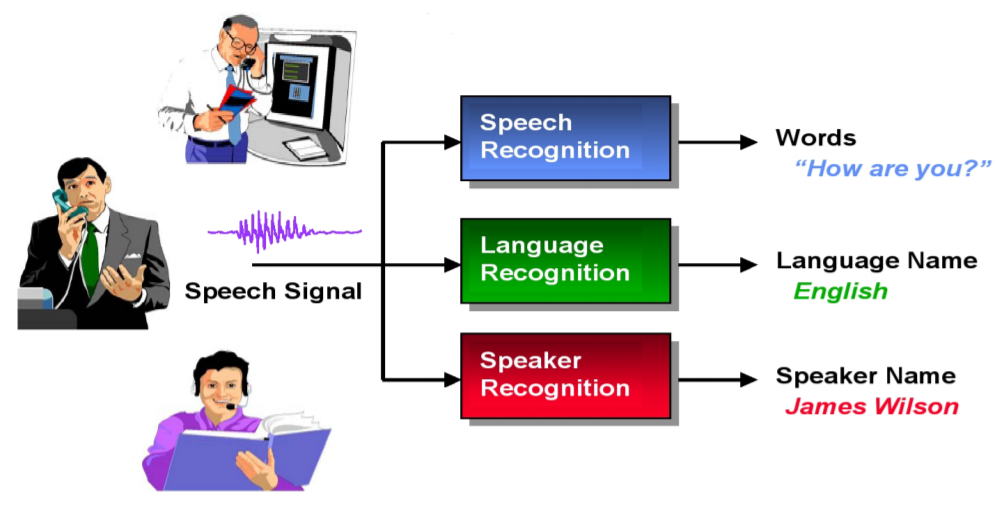 Speech Signal
Speech
Recognition
Words
“How are you?”
Language
Recognition
Language Name
English
Speaker
Recognition
Speaker Name
James Wilson